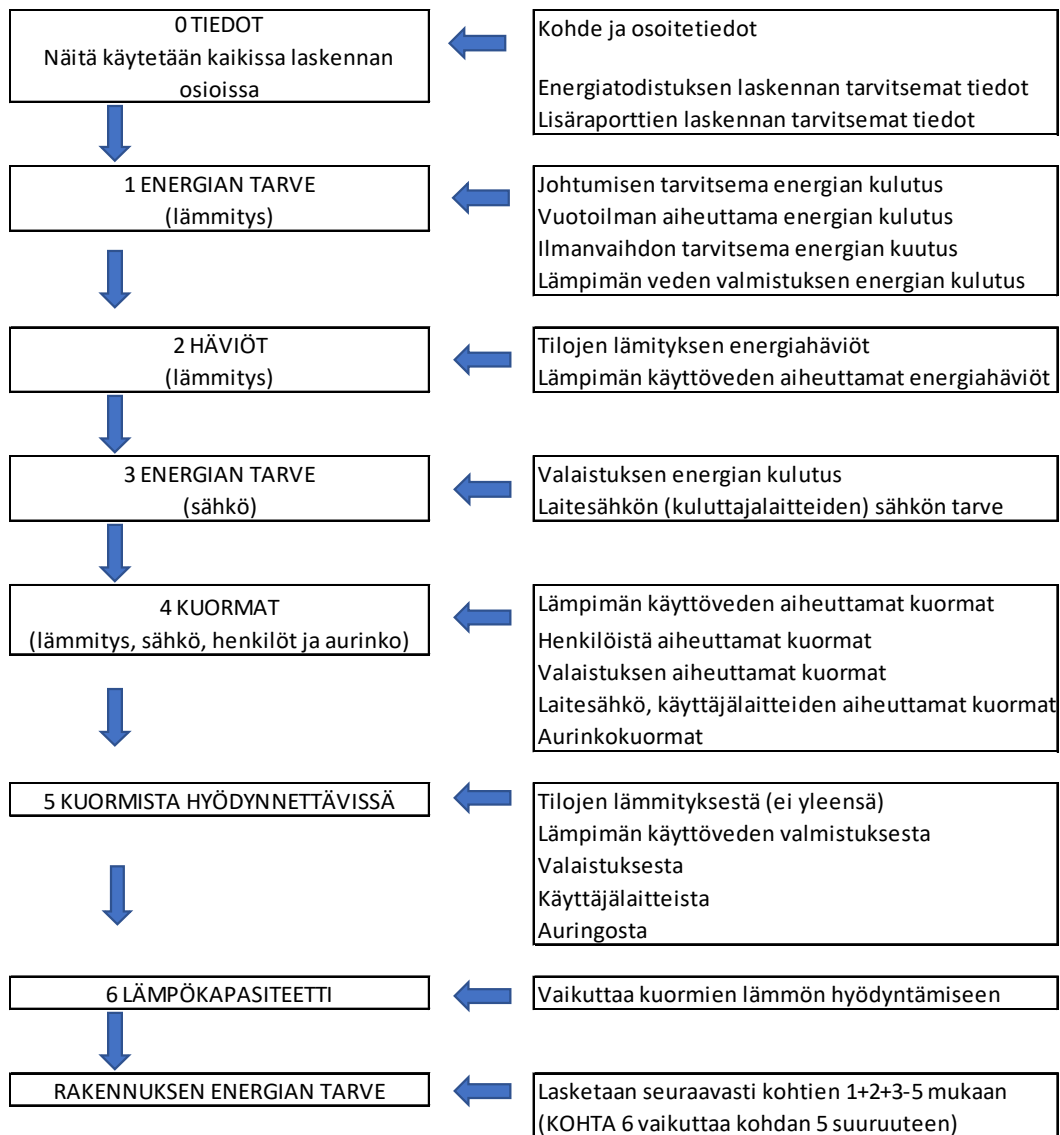 0 TIEDOT
Näitä käytetään kaikissa laskennan
osioissa
Kohde ja osoitetiedot
Energiatodistuksen laskennan tarvitsemat tiedot
Lisäraporttien laskennan tarvitsemat tiedot
1 ENERGIAN TARVE
(lämmitys)
Johtumisen tarvitsema energian kulutus
Vuotoilman aiheuttama energian kulutus
Ilmanvaihdon tarvitsema energian kuutus
Lämpimän veden valmistuksen energian kulutus
2 HÄVIÖT
(lämmitys)
Tilojen lämityksen energiahäviöt
Lämpimän käyttöveden aiheuttamat energiahäviöt
3 ENERGIAN TARVE
(sähkö)
Valaistuksen energian kulutus
Laitesähkön (kuluttajalaitteiden) sähkön tarve
4 KUORMAT
(lämmitys, sähkö, henkilöt ja aurinko)
Lämpimän käyttöveden aiheuttamat kuormat
Henkilöistä aiheuttamat kuormat
Valaistuksen aiheuttamat kuormat
Laitesähkö, käyttäjälaitteiden aiheuttamat kuormat
Aurinkokuormat
5 KUORMISTA HYÖDYNNETTÄVISSÄ
Tilojen lämmityksestä (ei yleensä)
Lämpimän käyttöveden valmistuksesta
Valaistuksesta
Käyttäjälaitteista
Auringosta
6 LÄMPÖKAPASITEETTI
Vaikuttaa kuormien lämmön hyödyntämiseen
RAKENNUKSEN ENERGIAN TARVE
Lasketaan seuraavasti kohtien 1+2+3-5 mukaan
(KOHTA 6 vaikuttaa kohdan 5 suuruuteen)